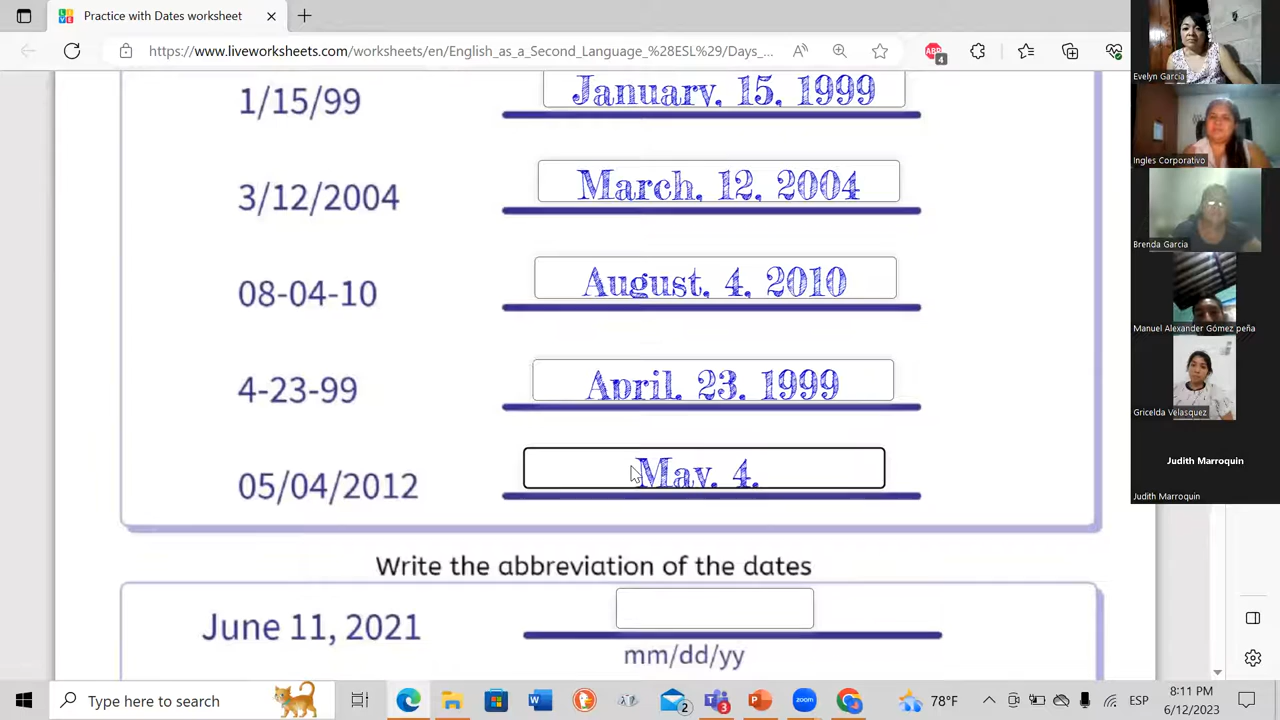 Practice with Dates worksheet
https://www.liveworksheets.com/worksheets/en/English_as_a_Second_Language_%28ESL%29/Days_...
4
1/15/99 January, 15, 1999
3/12/2004 March, 12, 2004
08-04-10 August, 4, 2010
4-23-99 April, 23, 1999
05/04/2012 May, 4,
Write the abbreviation of the dates
June 11, 2021
mm/dd/yy
Evelyn Garcia
Ingles Corporativo
Brenda Garcia
Manuel Alexander Gómez peña
Gricelda Velasquez
Judith Marroquin
Judith Marroquin
Type here to search
2
3
zoom
78°F
ESP
8:11 PM
6/12/2023